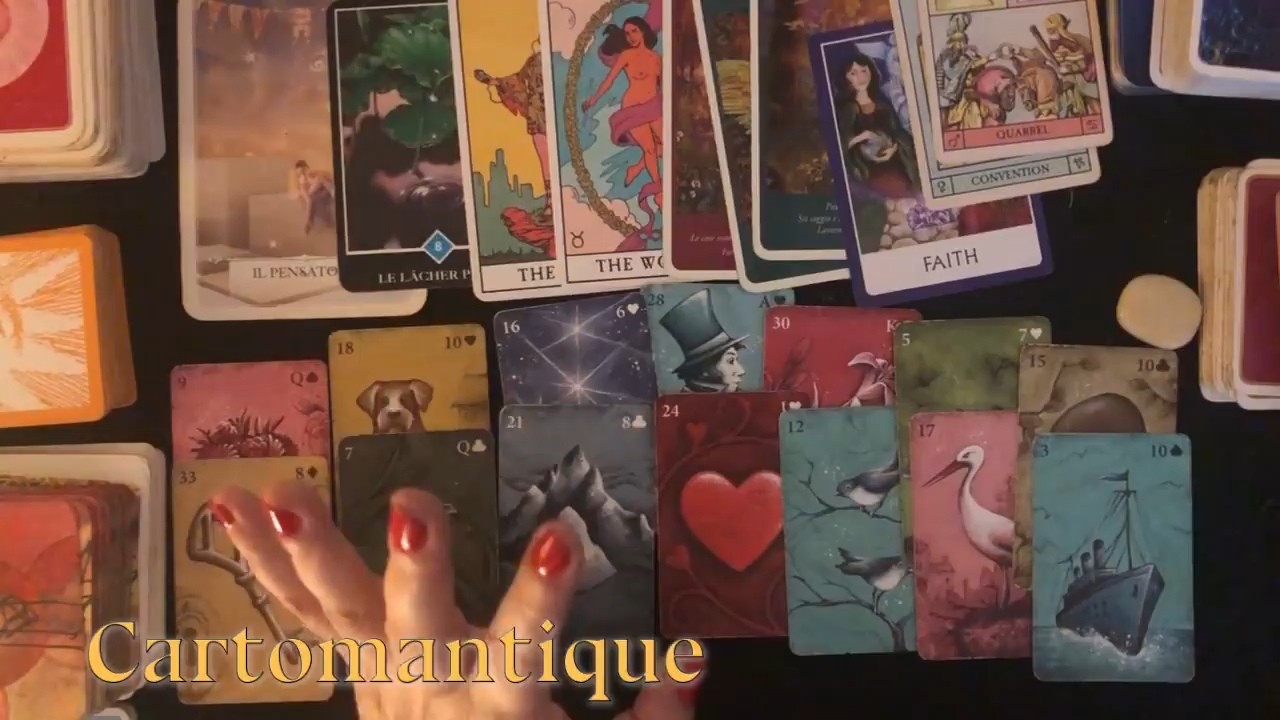 QUARREL
CONVENTION
IL PENSATO
8
LE LÂCHER P
THE
THE WO
FAITH
28 A
16 6
30 K
5 7
18 10
15 10
9 Q
24
21 8
12
17
7 Q
3 10
33 8
Cartomantique